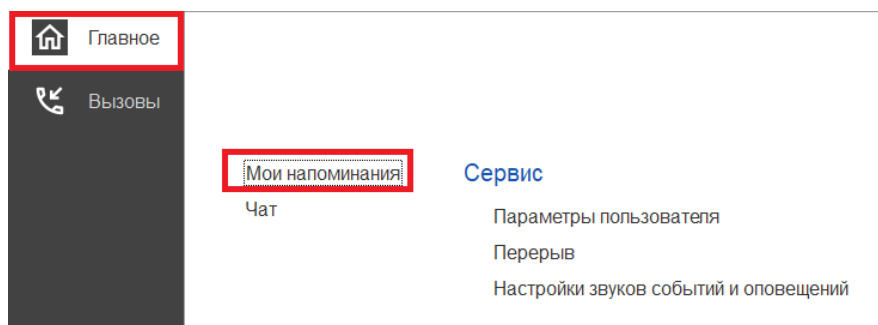 Главное
Вызовы
Мои напоминания
Чат
Сервис
Параметры пользователя
Перерыв
Настройки звуков событий и оповещений